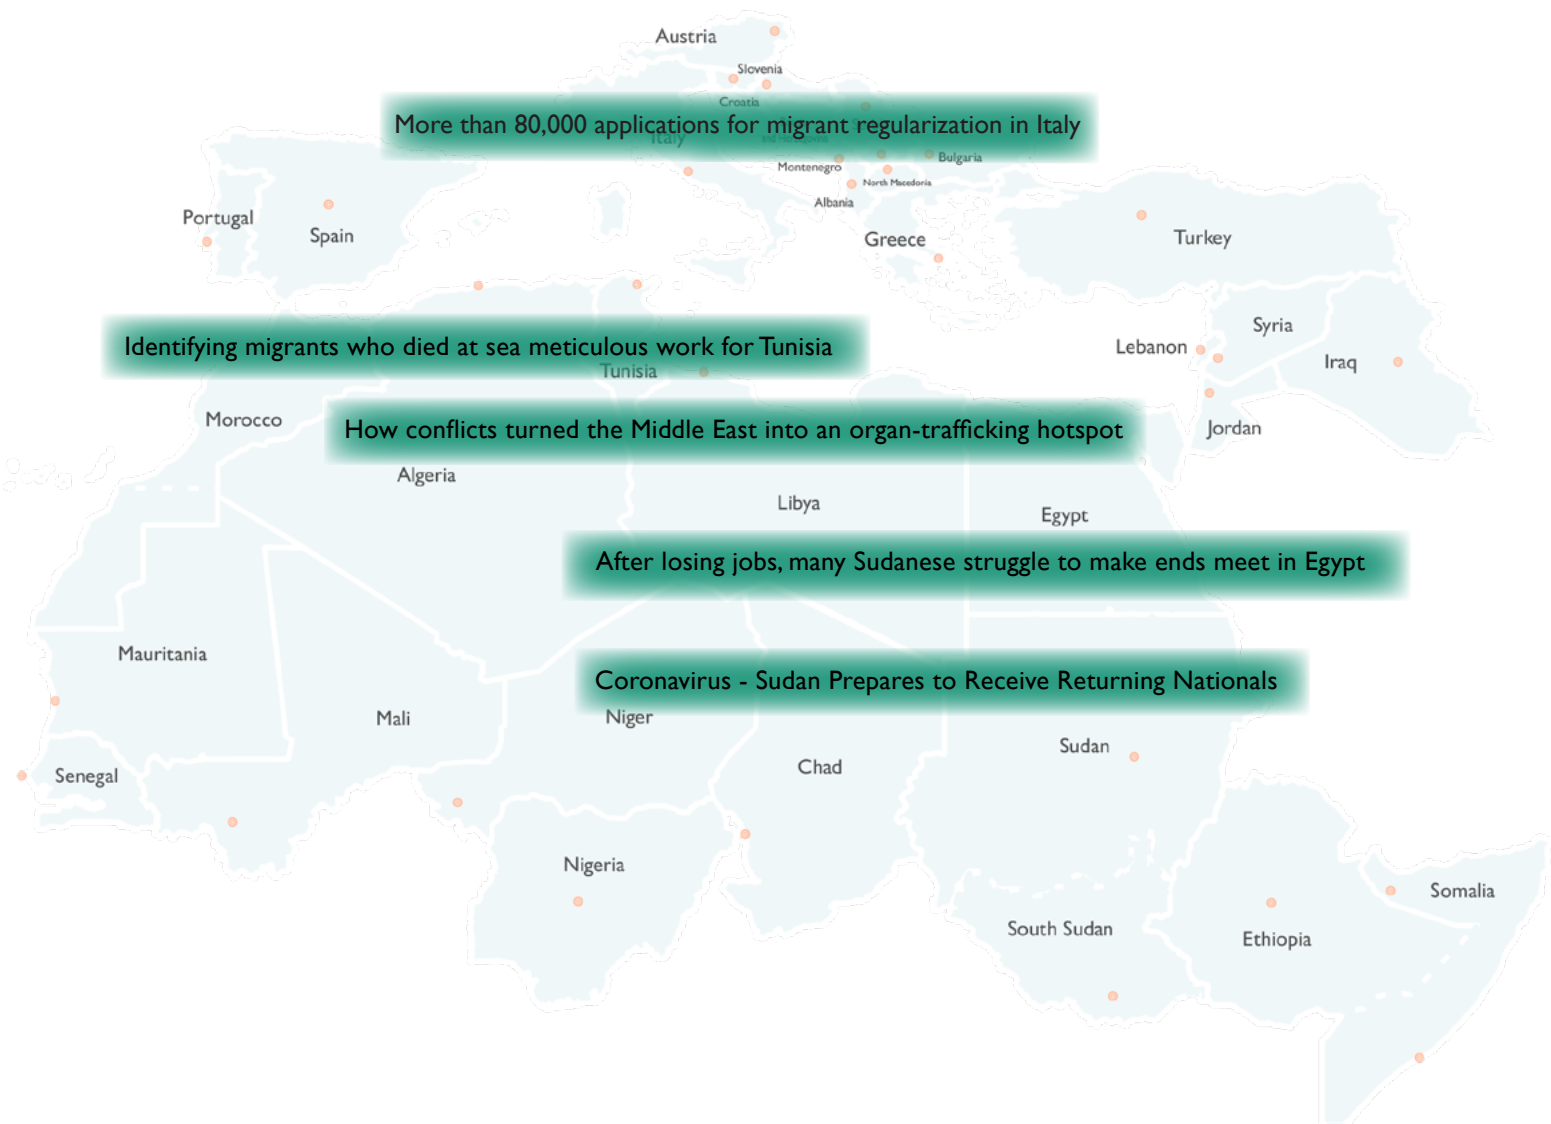 Austria
Slovenia
Croatia
More than 80,000 applications for migrant regularization in Italy
Italy
and Herzegovina
Bulgaria
Montenegro
North Macedonia
Albania
Portugal
Spain
Greece
Turkey
Syria
Lebanon
Identifying migrants who died at sea meticulous work for Tunisia
Iraq
Tunisia
Morocco
How conflicts turned the Middle East into an organ-trafficking hotspot
Jordan
Algeria
Libya
Egypt
After losing jobs, many Sudanese struggle to make ends meet in Egypt
Mauritania
Coronavirus - Sudan Prepares to Receive Returning Nationals
Mali
Niger
Sudan
Chad
Senegal
Nigeria
Somalia
South Sudan
Ethiopia